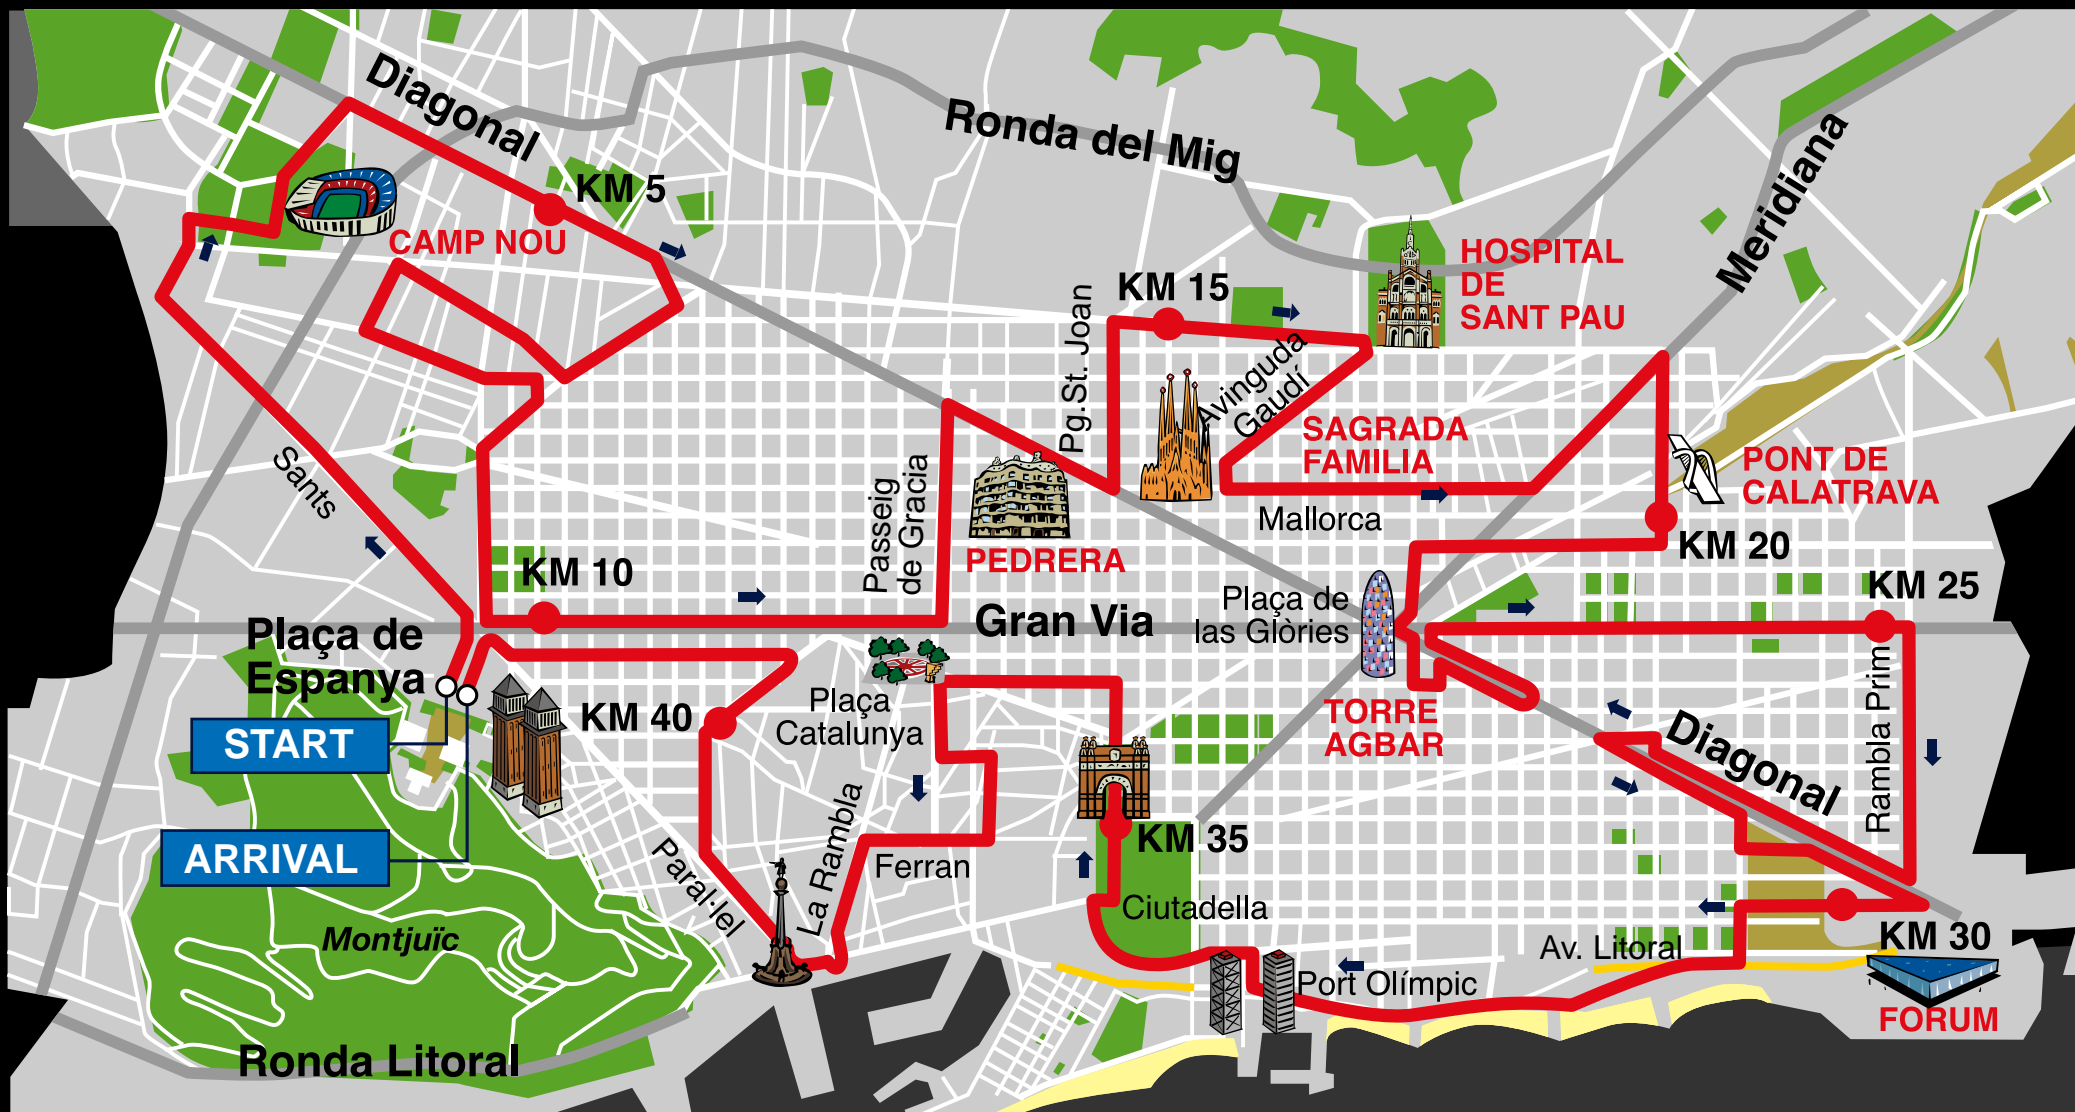 Diagonal
Ronda del Mig
Meridiana
KM 5
CAMP NOU
HOSPITAL
DE
SANT PAU
KM 15
Pg.St. Joan
Avinguda
Gaudí
SAGRADA
FAMILIA
Mallorca
PONT DE
CALATRAVA
KM 20
Sants
KM 10
Passeig
de Gracia
PEDRERA
Gran Via
Plaça de
las Glòries
KM 25
Plaça de
Espanya
START
ARRIVAL
KM 40
Plaça
Catalunya
TORRE
AGBAR
Diagonal
Rambla Prim
Paral·lel
La Rambla
Ferran
KM 35
Ciutadella
Montjuïc
Av. Litoral
KM 30
Port Olímpic
FORUM
Ronda Litoral